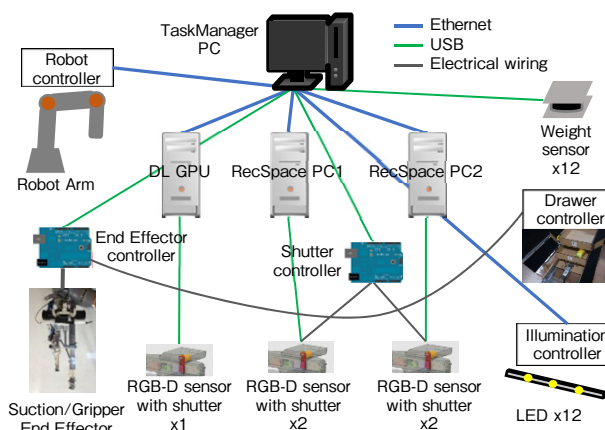 TaskManager
PC
Ethernet
USB
Electrical wiring
Robot
controller
Robot Arm
DL GPU
RecSpace PC1
RecSpace PC2
Weight
sensor
x12
End Effector
controller
Shutter
controller
Drawer
controller
Illumination
controller
Suction/Gripper
End Effector
RGB-D sensor
with shutter
x1
RGB-D sensor
with shutter
x2
RGB-D sensor
with shutter
x2
LED x12